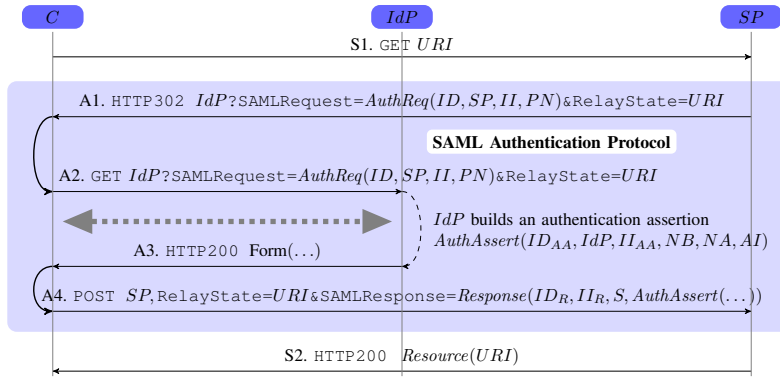 C IdP SP
S1. GET URI
A1. HTTP302 IdP?SAMLRequest=AuthReq(ID, SP, II, PN)&RelayState=URI
SAML Authentication Protocol
A2. GET IdP?SAMLRequest=AuthReq(ID, SP, II, PN)&RelayState=URI
IdP builds an authentication assertion
AuthAssert(ID_AA, IdP, II_AA, NB, NA, AI)
A3. HTTP200 Form(...)
A4. POST SP, RelayState=URI&SAMLResponse=Response(ID_R, II_R, S, AuthAssert(...))
S2. HTTP200 Resource(URI)